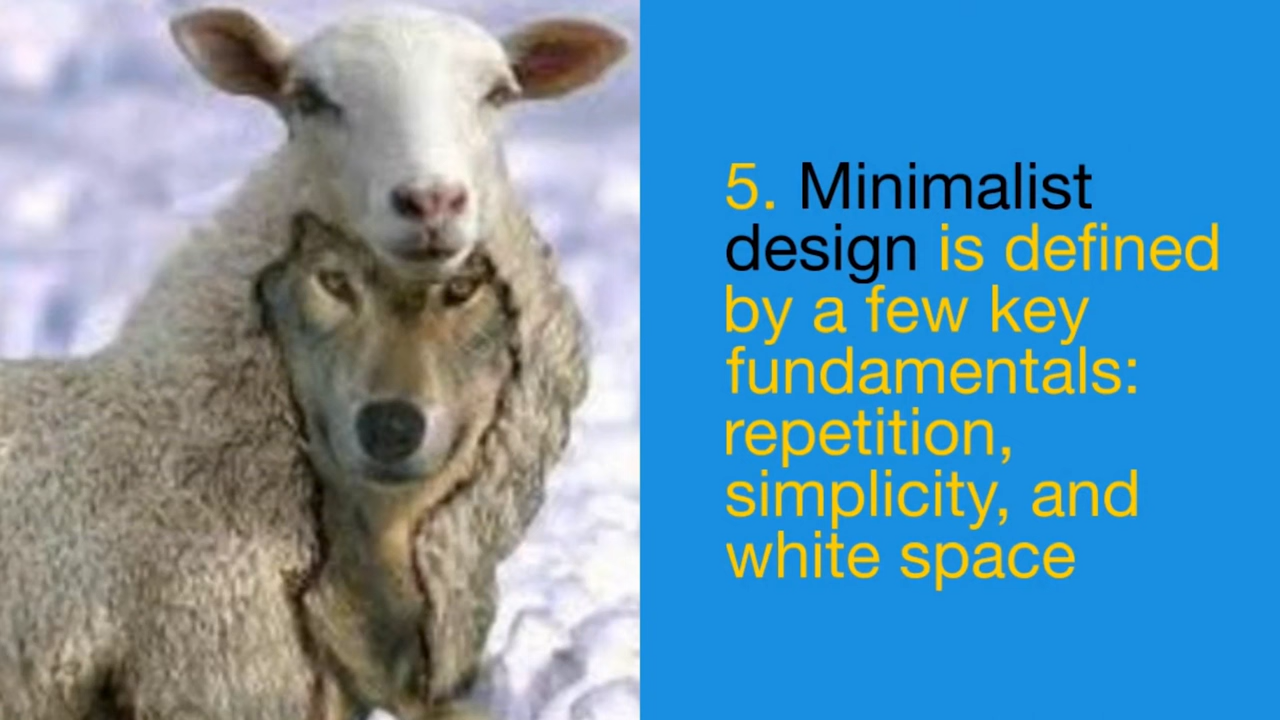 5. Minimalist
design is defined
by a few key
fundamentals:
repetition,
simplicity, and
white space